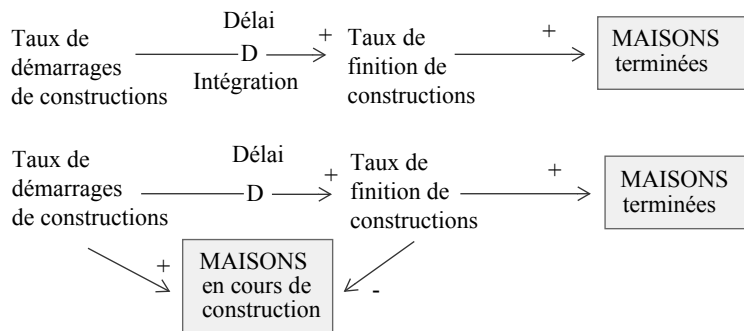 Délai
Taux de
démarrages
de constructions
D
Intégration
+
Taux de
finition de
constructions
+
MAISONS
terminées
Taux de
démarrages
de constructions
Délai
D
+
Taux de
finition de
constructions
+
MAISONS
terminées
+
MAISONS
en cours de
construction
-